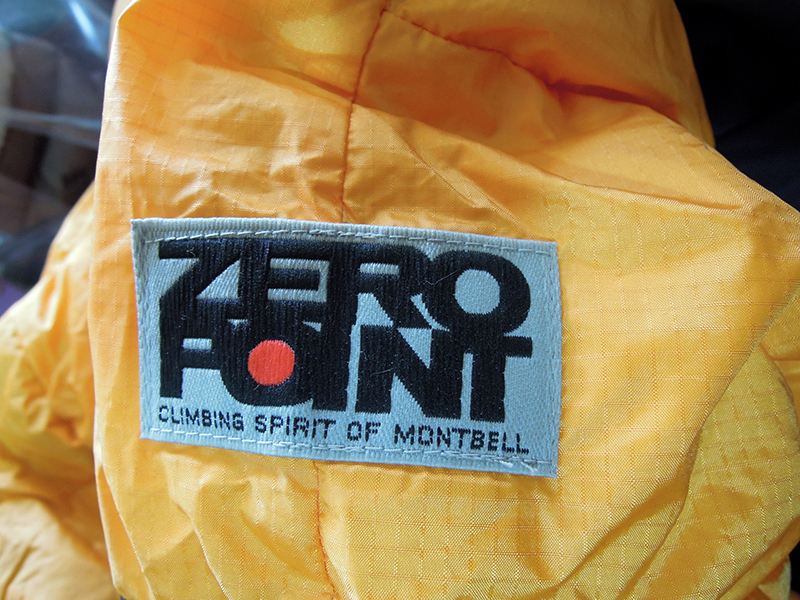 ZERO
POINT
CLIMBING SPIRIT OF MONTBELL